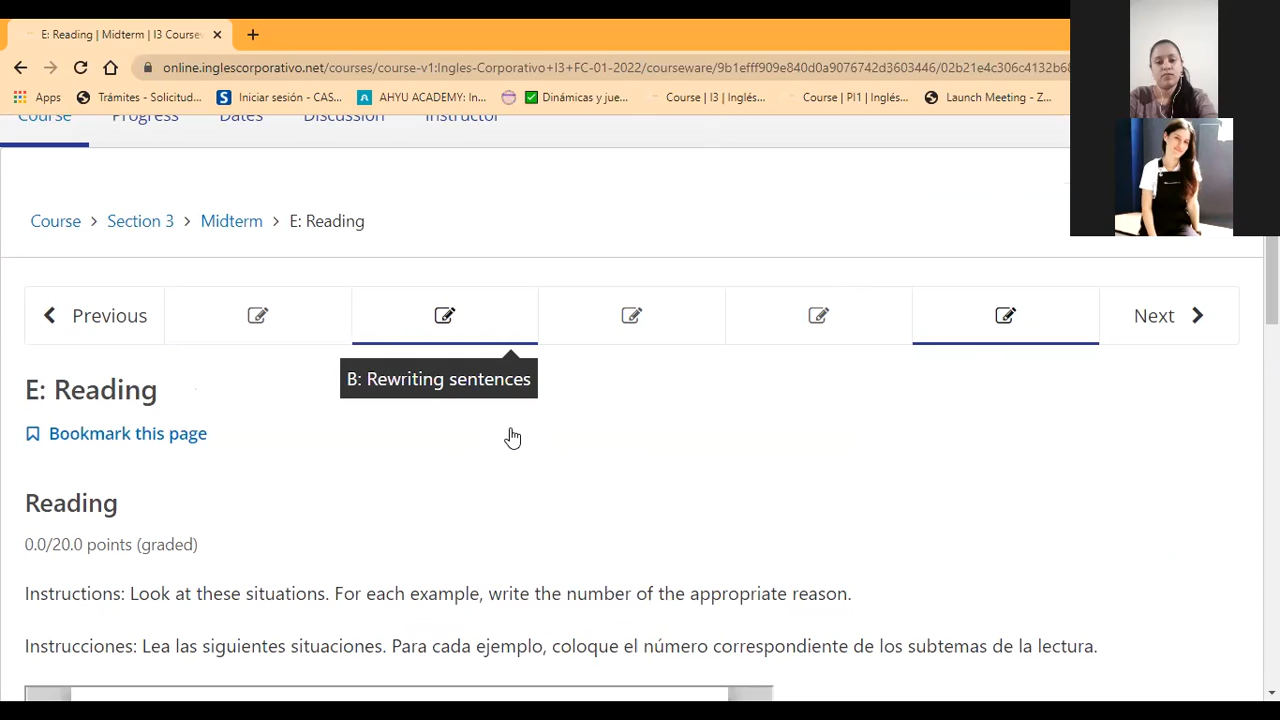 E: Reading | Midterm | I3 Course
online.inglescorporativo.net/courses/course-v1:Ingles-Corporativo+I3+FC-01-2022/courseware/9b1efff909e840d0a9076742d3603446/02b21e4c306c4132b68
Apps Trámites - Solicitud... Iniciar sesión - CAS... AHYU ACADEMY: In... Dinámicas y jue... Course | I3 | Inglés... Course | PI1 | Inglés... Launch Meeting - Z...
Course Progress Dates Discussion Instructor
Course > Section 3 > Midterm > E: Reading
Previous Next
B: Rewriting sentences
E: Reading
Bookmark this page
Reading
0.0/20.0 points (graded)
Instructions: Look at these situations. For each example, write the number of the appropriate reason.
Instrucciones: Lea las siguientes situaciones. Para cada ejemplo, coloque el número correspondiente de los subtemas de la lectura.